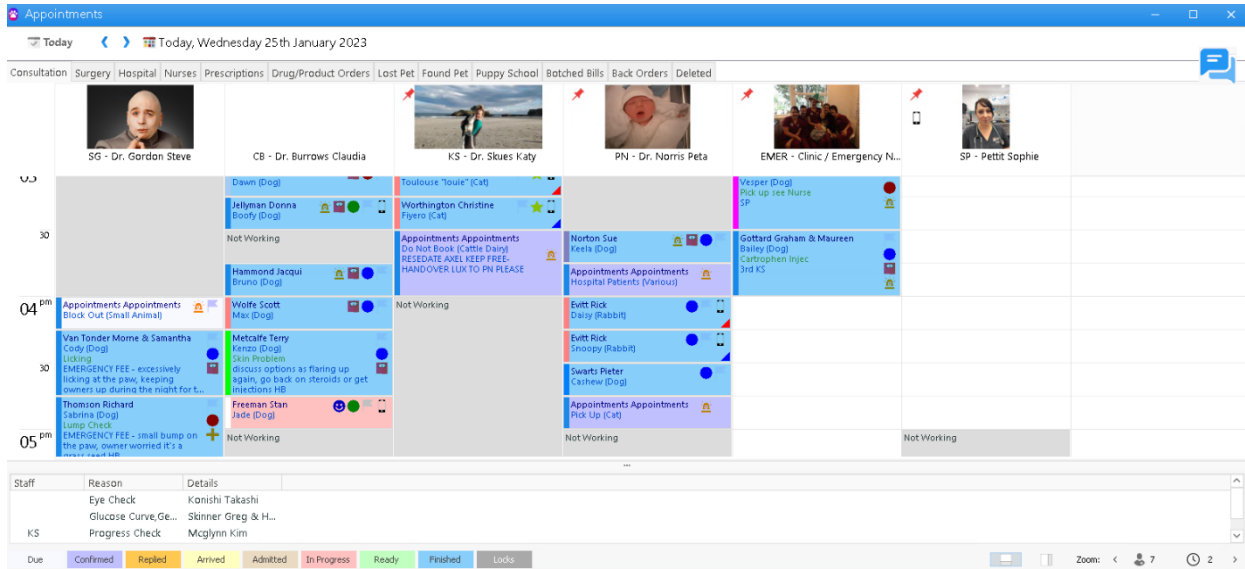 Appointments
Today
Today, Wednesday 25th January 2023
Consultation Surgery Hospital Nurses Prescriptions Drug/Product Orders Lost Pet Found Pet Puppy School Botched Bills Back Orders Deleted
SG - Dr. Gordon Steve
CB - Dr. Burrows Claudia
KS - Dr. Skues Katy
PN - Dr. Norris Peta
EMER - Clinic / Emergency N...
SP - Pettit Sophie
03
30
04 pm
30
05 pm
Appointments Appointments
Block Out (Small Animal)
Van Tonder Morne & Samantha
Cody (Dog)
Licking
EMERGENCY FEE - excessively
licking at the paw, keeping
owners up during the night for t...
Thomson Richard
Sabrina (Dog)
Lump Check
EMERGENCY FEE - small bump on
the paw, owner worried it's a
grass seed HB
Dawn (Dog)
Jellyman Donna
Boofy (Dog)
Not Working
Hammond Jacqui
Bruno (Dog)
Wolfe Scott
Max (Dog)
Metcalfe Terry
Kenzo (Dog)
Skin Problem
discuss options as flaring up
again, go back on steroids or get
injections HB
Freeman Stan
Jade (Dog)
Not Working
Toulouse "louie" (Cat)
Worthington Christine
Fiyero (Cat)
Appointments Appointments
Do Not Book (Cattle Dairy)
RESEDATE AXEL KEEP FREE-
HANDOVER LUX TO PN PLEASE
Not Working
Norton Sue
Keela (Dog)
Appointments Appointments
Hospital Patients (Various)
Evitt Rick
Daisy (Rabbit)
Evitt Rick
Snoopy (Rabbit)
Swarts Pieter
Cashew (Dog)
Appointments Appointments
Pick Up (Cat)
Not Working
Vesper (Dog)
Pick up see Nurse
SP
Gottard Graham & Maureen
Bailey (Dog)
Cartrophen Injec
3rd KS
Not Working
Staff Reason Details
Eye Check Konishi Takashi
Glucose Curve,Ge... Skinner Greg & H...
KS Progress Check Mcglynn Kim
Due Confirmed Replied Arrived Admitted In Progress Ready Finished Locks
Zoom: 7 2